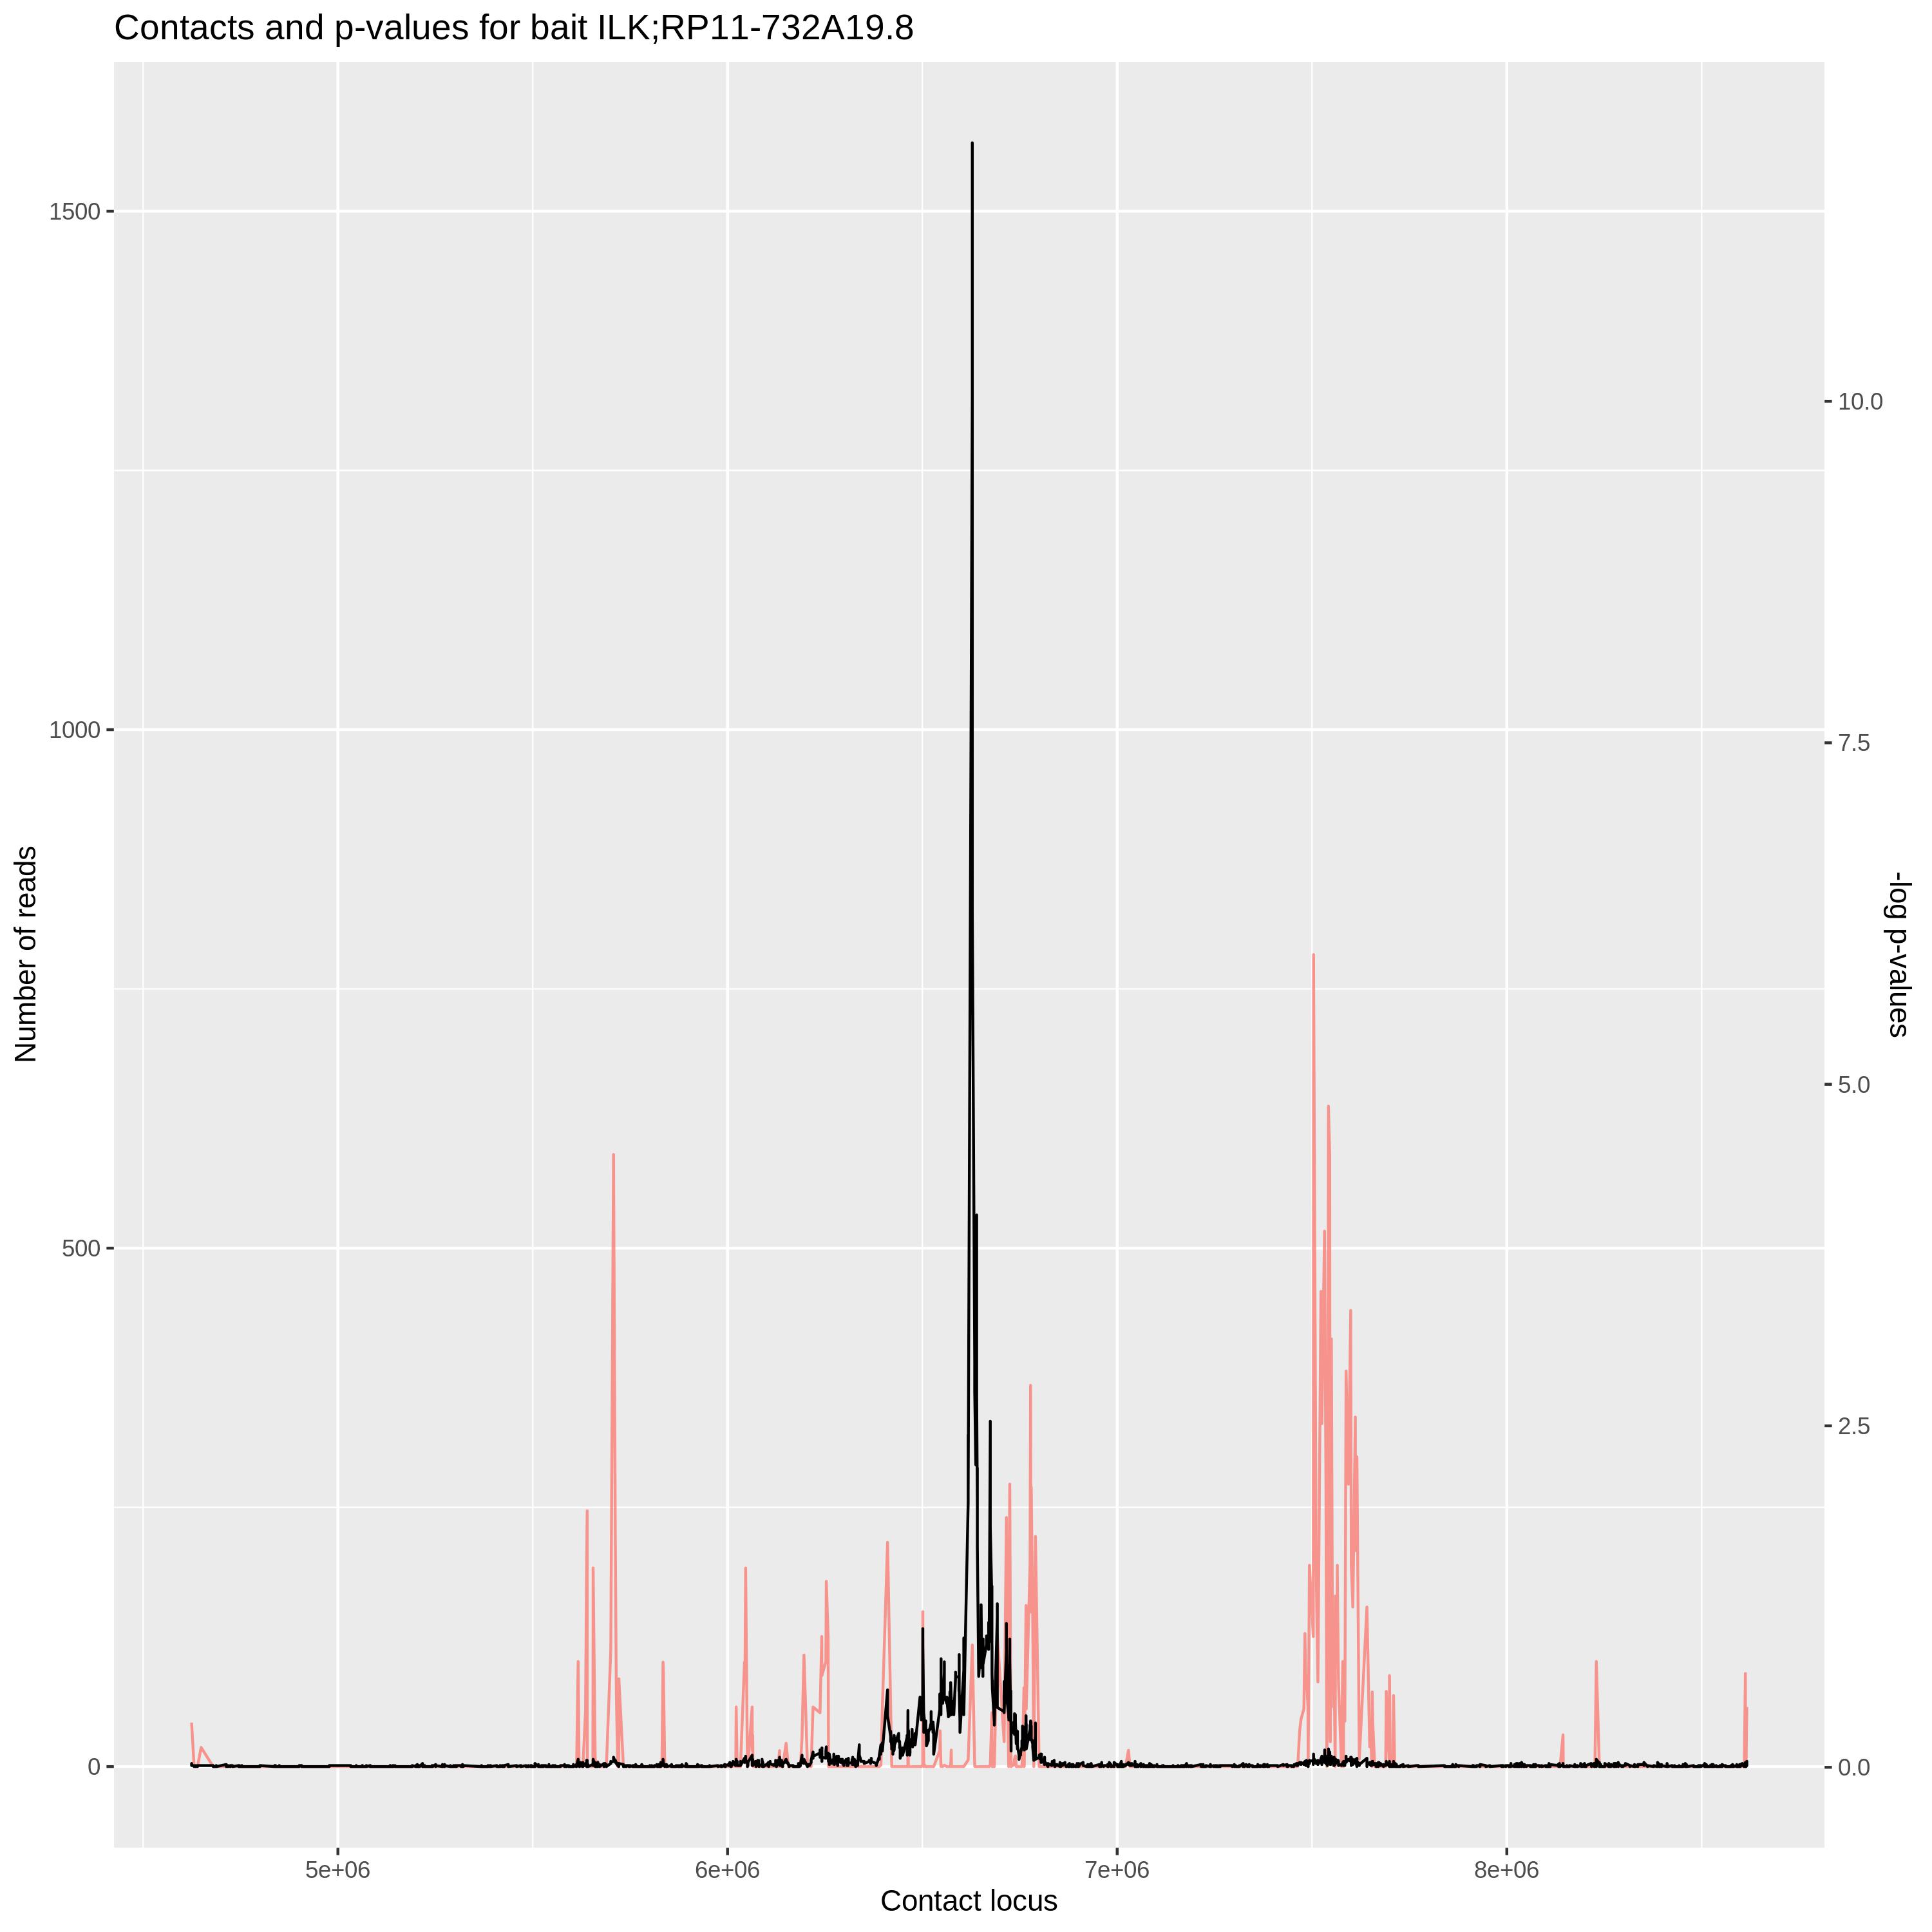 Contacts and p-values for bait ILK;RP11-732A19.8
1500
1000
500
0
Number of reads
10.0
7.5
5.0
2.5
0.0
-log p-values
5e+06
6e+06
7e+06
8e+06
Contact locus